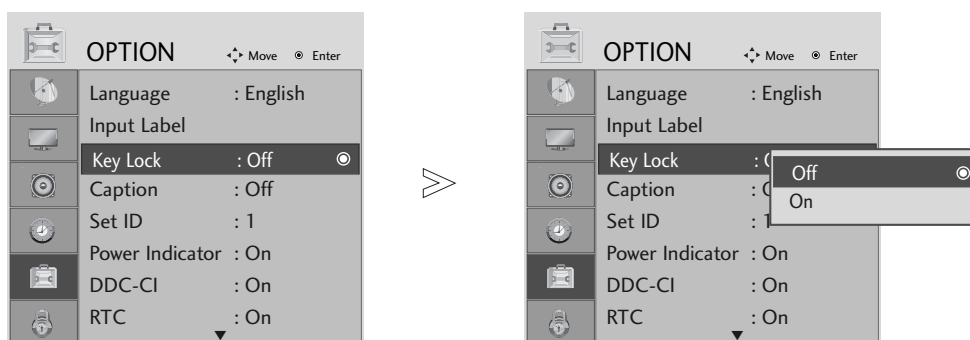 OPTION
Move Enter
Language : English
Input Label
Key Lock : Off
Caption : Off
Set ID : 1
Power Indicator : On
DDC-CI : On
RTC : On
OPTION
Move Enter
Language : English
Input Label
Key Lock :
Off
Caption :
On
Set ID :
Power Indicator : On
DDC-CI : On
RTC : On